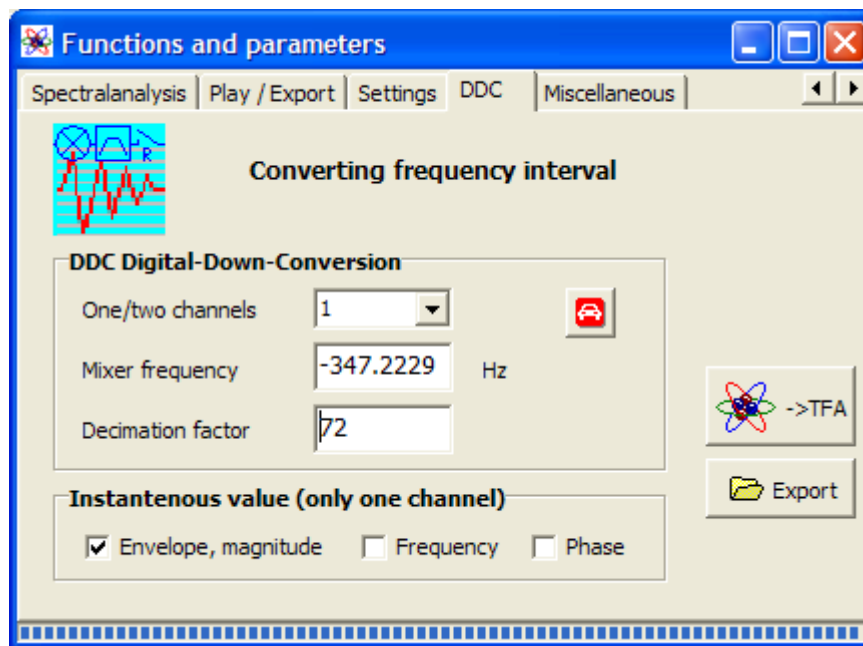 Functions and parameters
Spectralanalysis Play / Export Settings DDC Miscellaneous
R
Converting frequency interval
DDC Digital-Down-Conversion
One/two channels 1
Mixer frequency -347.2229 Hz
Decimation factor 72
->TFA
Export
Instantenous value (only one channel)
Envelope, magnitude Frequency Phase